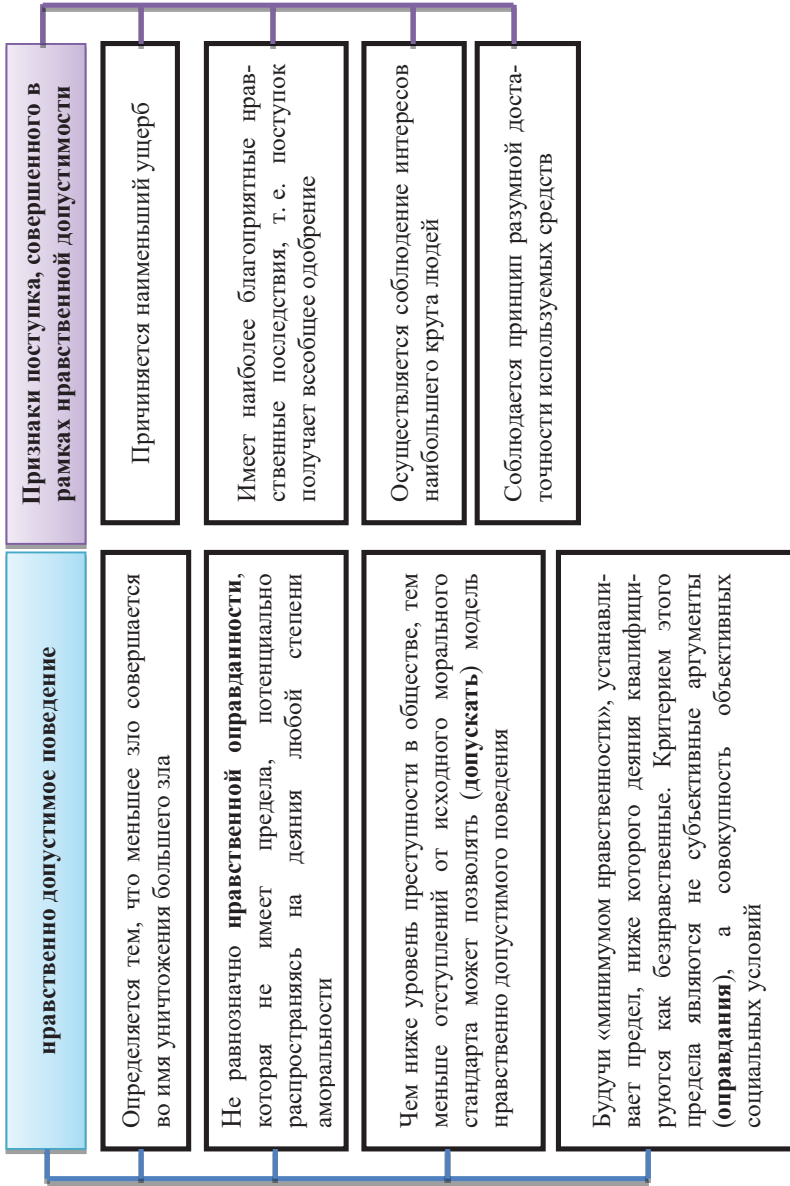 нравственно допустимое поведение
Определяется тем, что меньшее зло совершается
во имя уничтожения большего зла
Не равнозначно нравственной оправданности,
которая не имеет предела, потенциально
распространяясь на деяния любой степени
аморальности
Чем ниже уровень преступности в обществе, тем
меньше отступлений от исходного морального
стандарта может позволять (допускать) модель
нравственно допустимого поведения
Будучи «минимумом нравственности», устанавли-
вает предел, ниже которого деяния квалифици-
руются как безнравственные. Критерием этого
предела являются не субъективные аргументы
(оправдания), а совокупность объективных
социальных условий
Признаки поступка, совершенного в
рамках нравственной допустимости
Причиняется наименьший ущерб
Имеет наиболее благоприятные нрав-
ственные последствия, т. е. поступок
получает всеобщее одобрение
Осуществляется соблюдение интересов
наибольшего круга людей
Соблюдается принцип разумной доста-
точности используемых средств